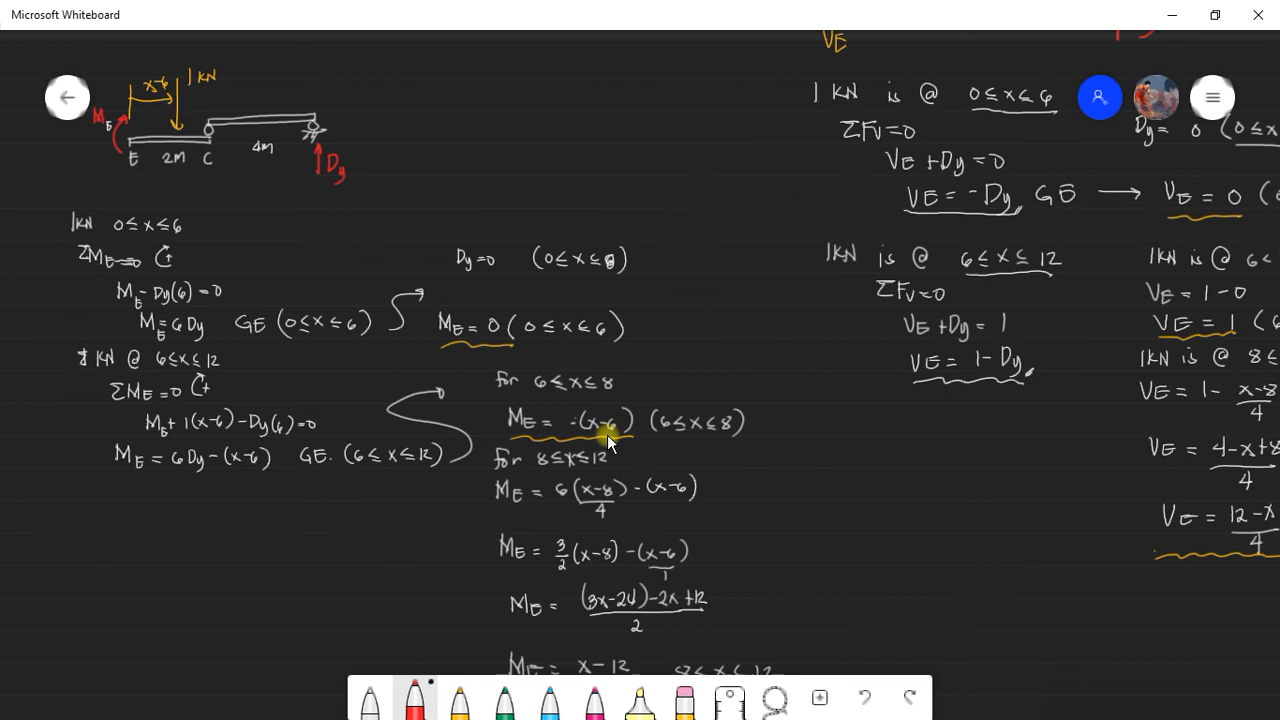 Microsoft Whiteboard
x-6
1 KN
ME
E 2M C 4M
Dy
1KN 0≤x≤6
ΣME=0
ME-Dy(6)=0
ME=6Dy GE (0≤x≤6)
1 KN @ 6≤x≤12
ΣME=0
ME+1(x-6)-Dy(6)=0
ME=6Dy-(x-6) GE. (6≤x≤12)
Dy=0 (0≤x≤8)
ME=0 (0≤x≤6)
for 6≤x≤8
ME= -(x-6) (6≤x≤8)
for 8≤x≤12
ME= 6(x-8)/4 -(x-6)
ME= 3/2(x-8) -(x-6)/1
ME= (3x-24)-2x+12/2
ME= x-12 8≤x≤12
VE
1 KN is @ 0≤x≤6
ΣFv=0
VE+Dy=0
VE=-Dy, GE → VE=0
1KN is @ 6≤x≤12
ΣFv=0
VE+Dy=1
VE=1-Dy,
Dy= 0 (0≤x
1KN is @ 6≤
VE=1-0
VE=1 (6
1KN is @ 8≤
VE=1- x-8/4
VE= 4-x+8/4
VE= 12-x/4